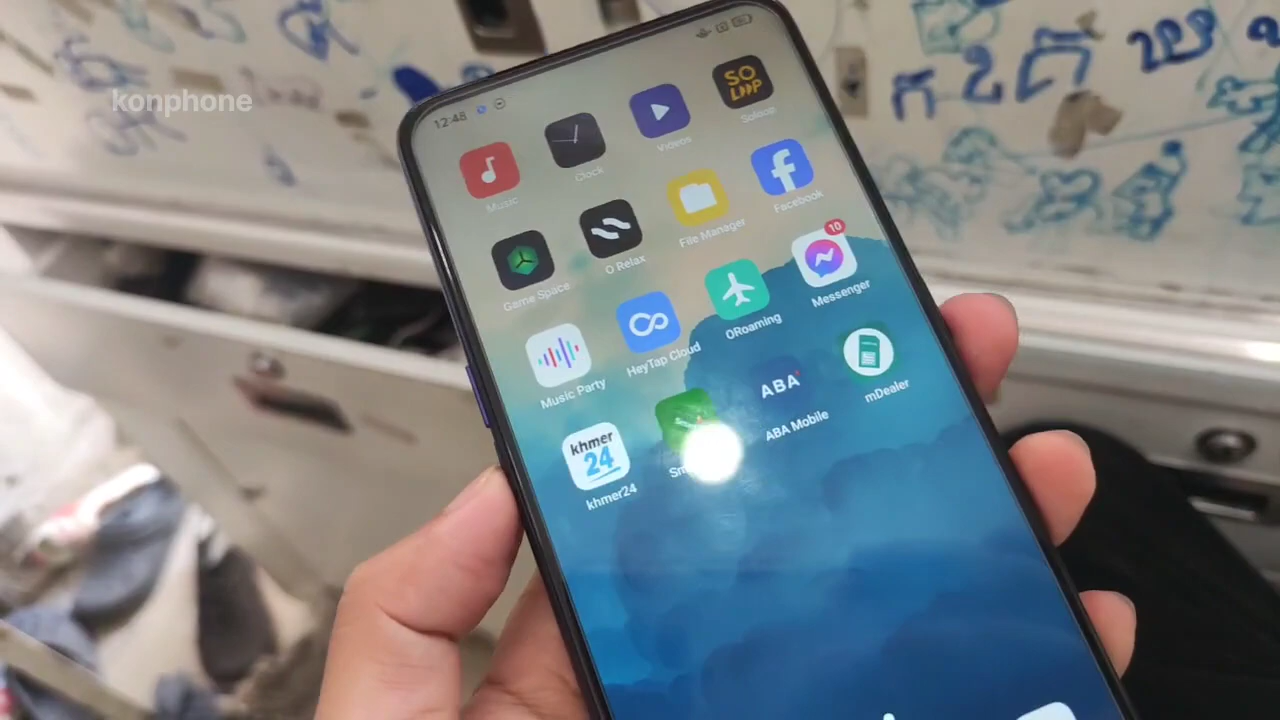 konphone
12:48
SO
LOOP
Music
Clock
Videos
Soloop
Game Space
O Relax
File Manager
Facebook
10
Music Party
HeyTap Cloud
ORoaming
Messenger
khmer
24
khmer24
ABA
ABA Mobile
mDealer